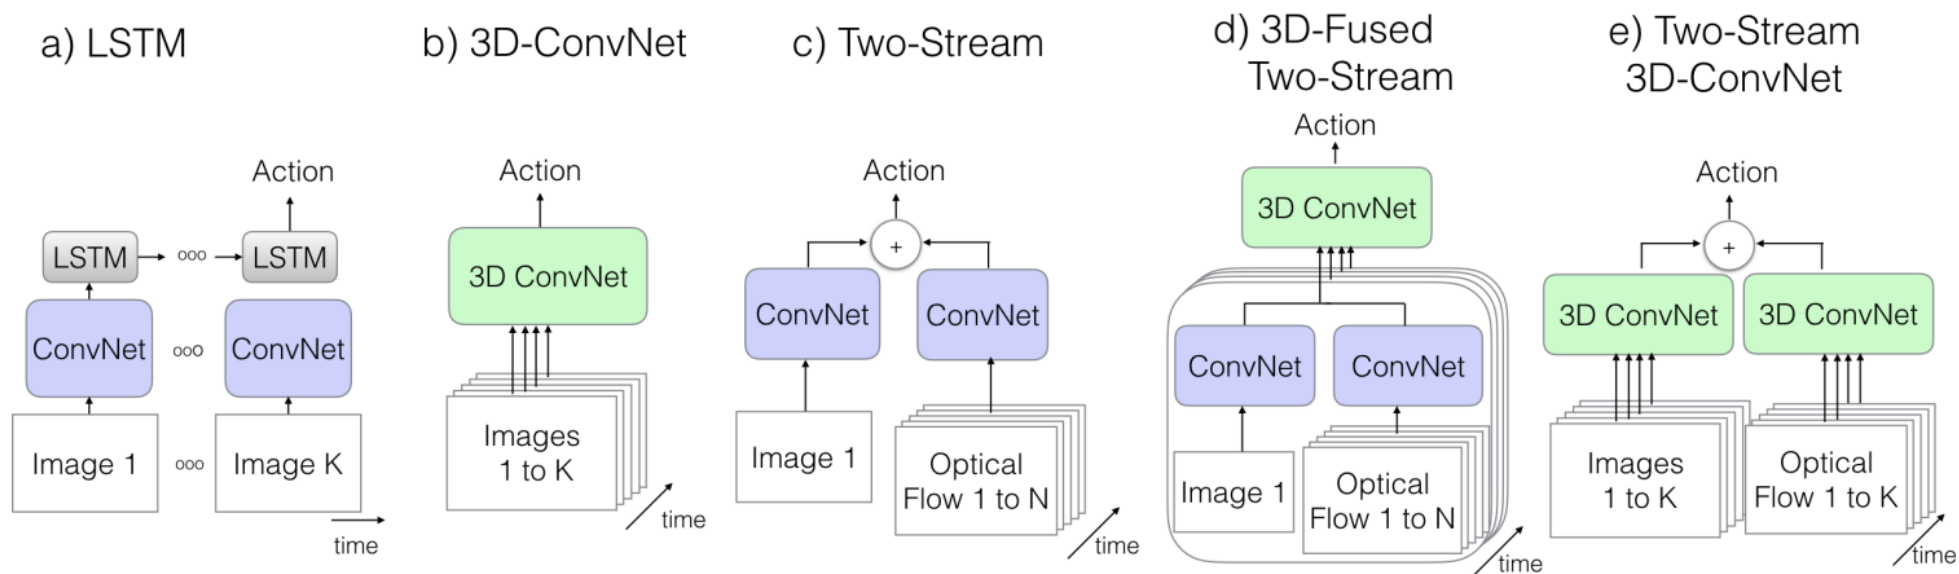 a) LSTM
Action
LSTM
ooo
LSTM
ConvNet
ooo
ConvNet
Image 1
ooo
Image K
time
b) 3D-ConvNet
Action
3D ConvNet
Images
1 to K
time
c) Two-Stream
Action
+
ConvNet
ConvNet
Image 1
Optical
Flow 1 to N
time
d) 3D-Fused
Two-Stream
Action
3D ConvNet
ConvNet
ConvNet
Image 1
Optical
Flow 1 to N
time
e) Two-Stream
3D-ConvNet
Action
+
3D ConvNet
3D ConvNet
Images
1 to K
Optical
Flow 1 to K
time